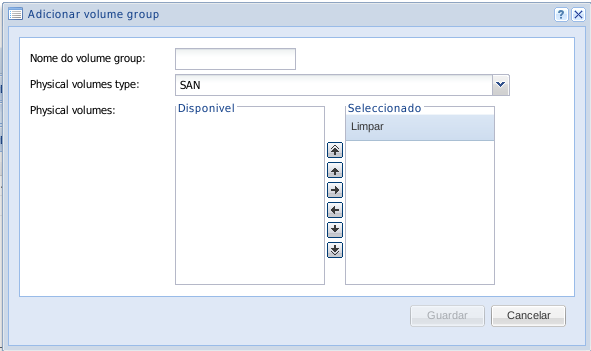 Adicionar volume group
Nome do volume group:
Physical volumes type:
SAN
Physical volumes:
Disponivel
Seleccionado
Limpar
Guardar
Cancelar